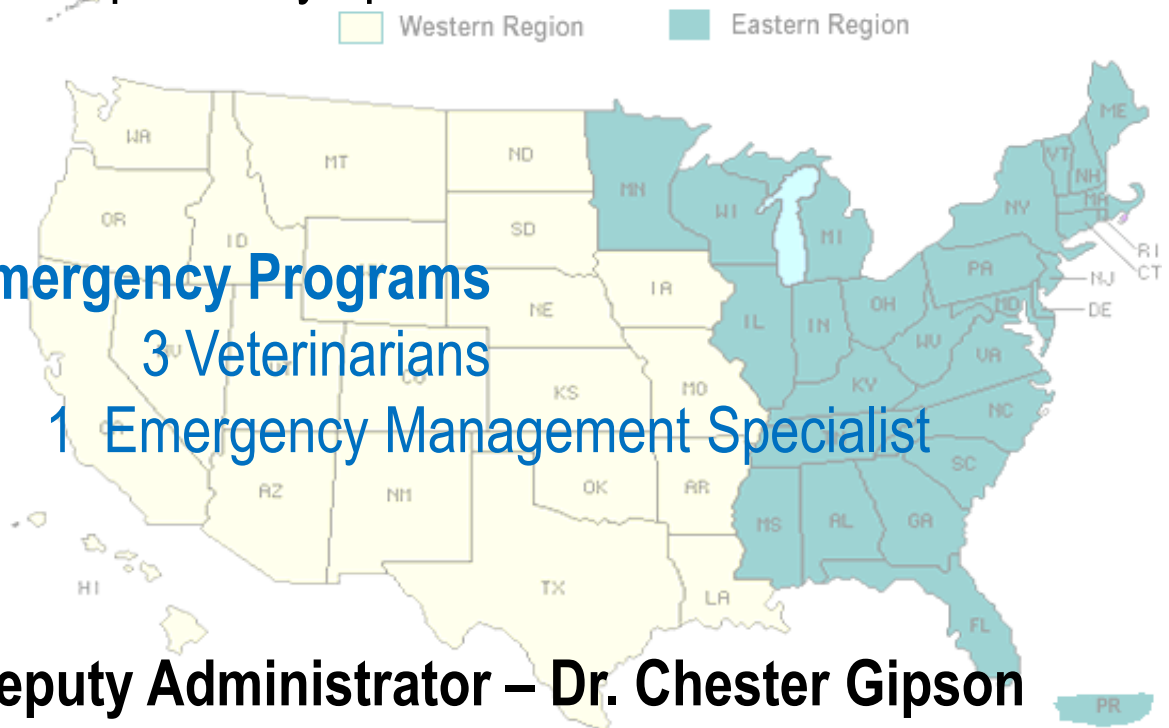 Western Region
Eastern Region
WA
MT
ND
MN
ME
VT
NH
MA
OR
ID
SD
WI
MI
NY
RI
CT
mergency Programs
IA
PA
NJ
NE
IL
IN
OH
MD
DE
3 Veterinarians
WV
VA
KS
MO
KY
1 Emergency Management Specialist
NC
SC
AZ
NM
OK
AR
MS
AL
GA
HI
TX
LA
FL
eputy Administrator – Dr. Chester Gipson
PR